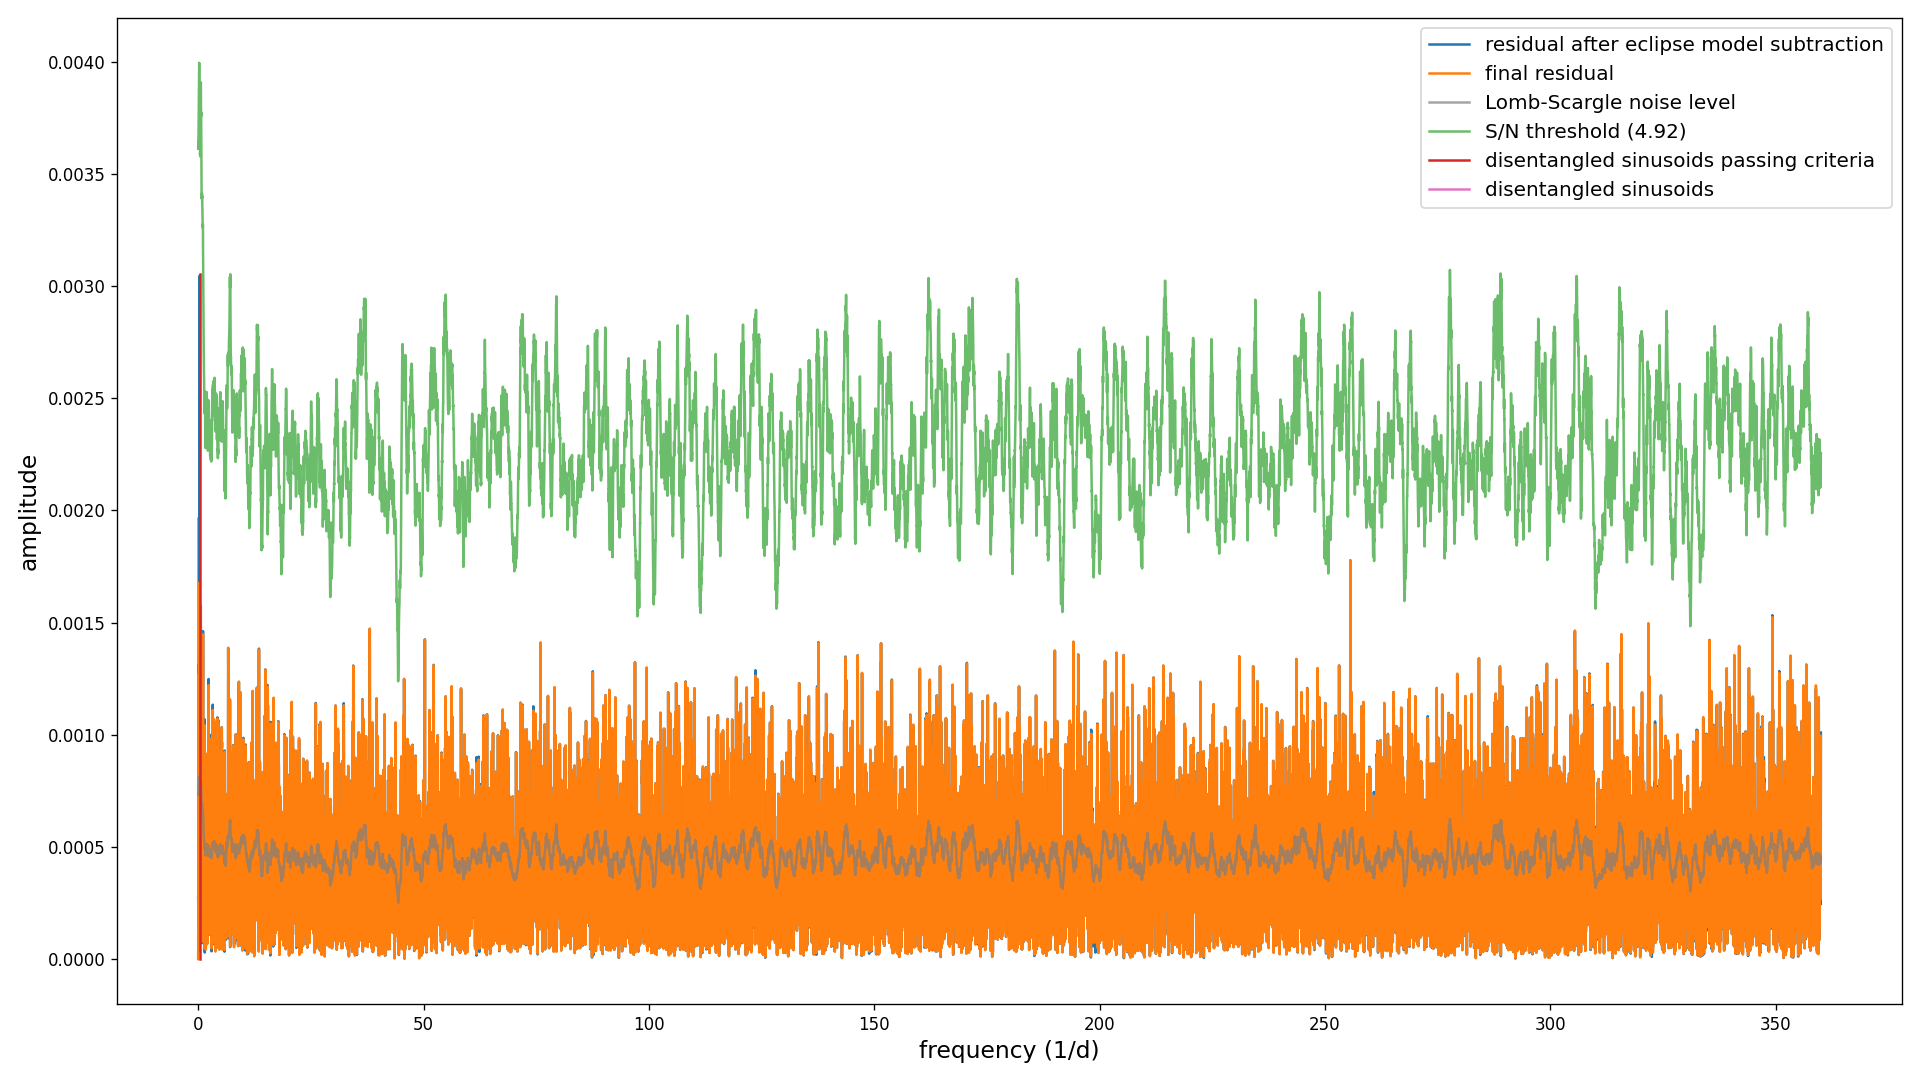 residual after eclipse model subtraction
final residual
Lomb-Scargle noise level
S/N threshold (4.92)
disentangled sinusoids passing criteria
disentangled sinusoids
amplitude
0.0040
0.0035
0.0030
0.0025
0.0020
0.0015
0.0010
0.0005
0.0000
0 50 100 150 200 250 300 350
frequency (1/d)